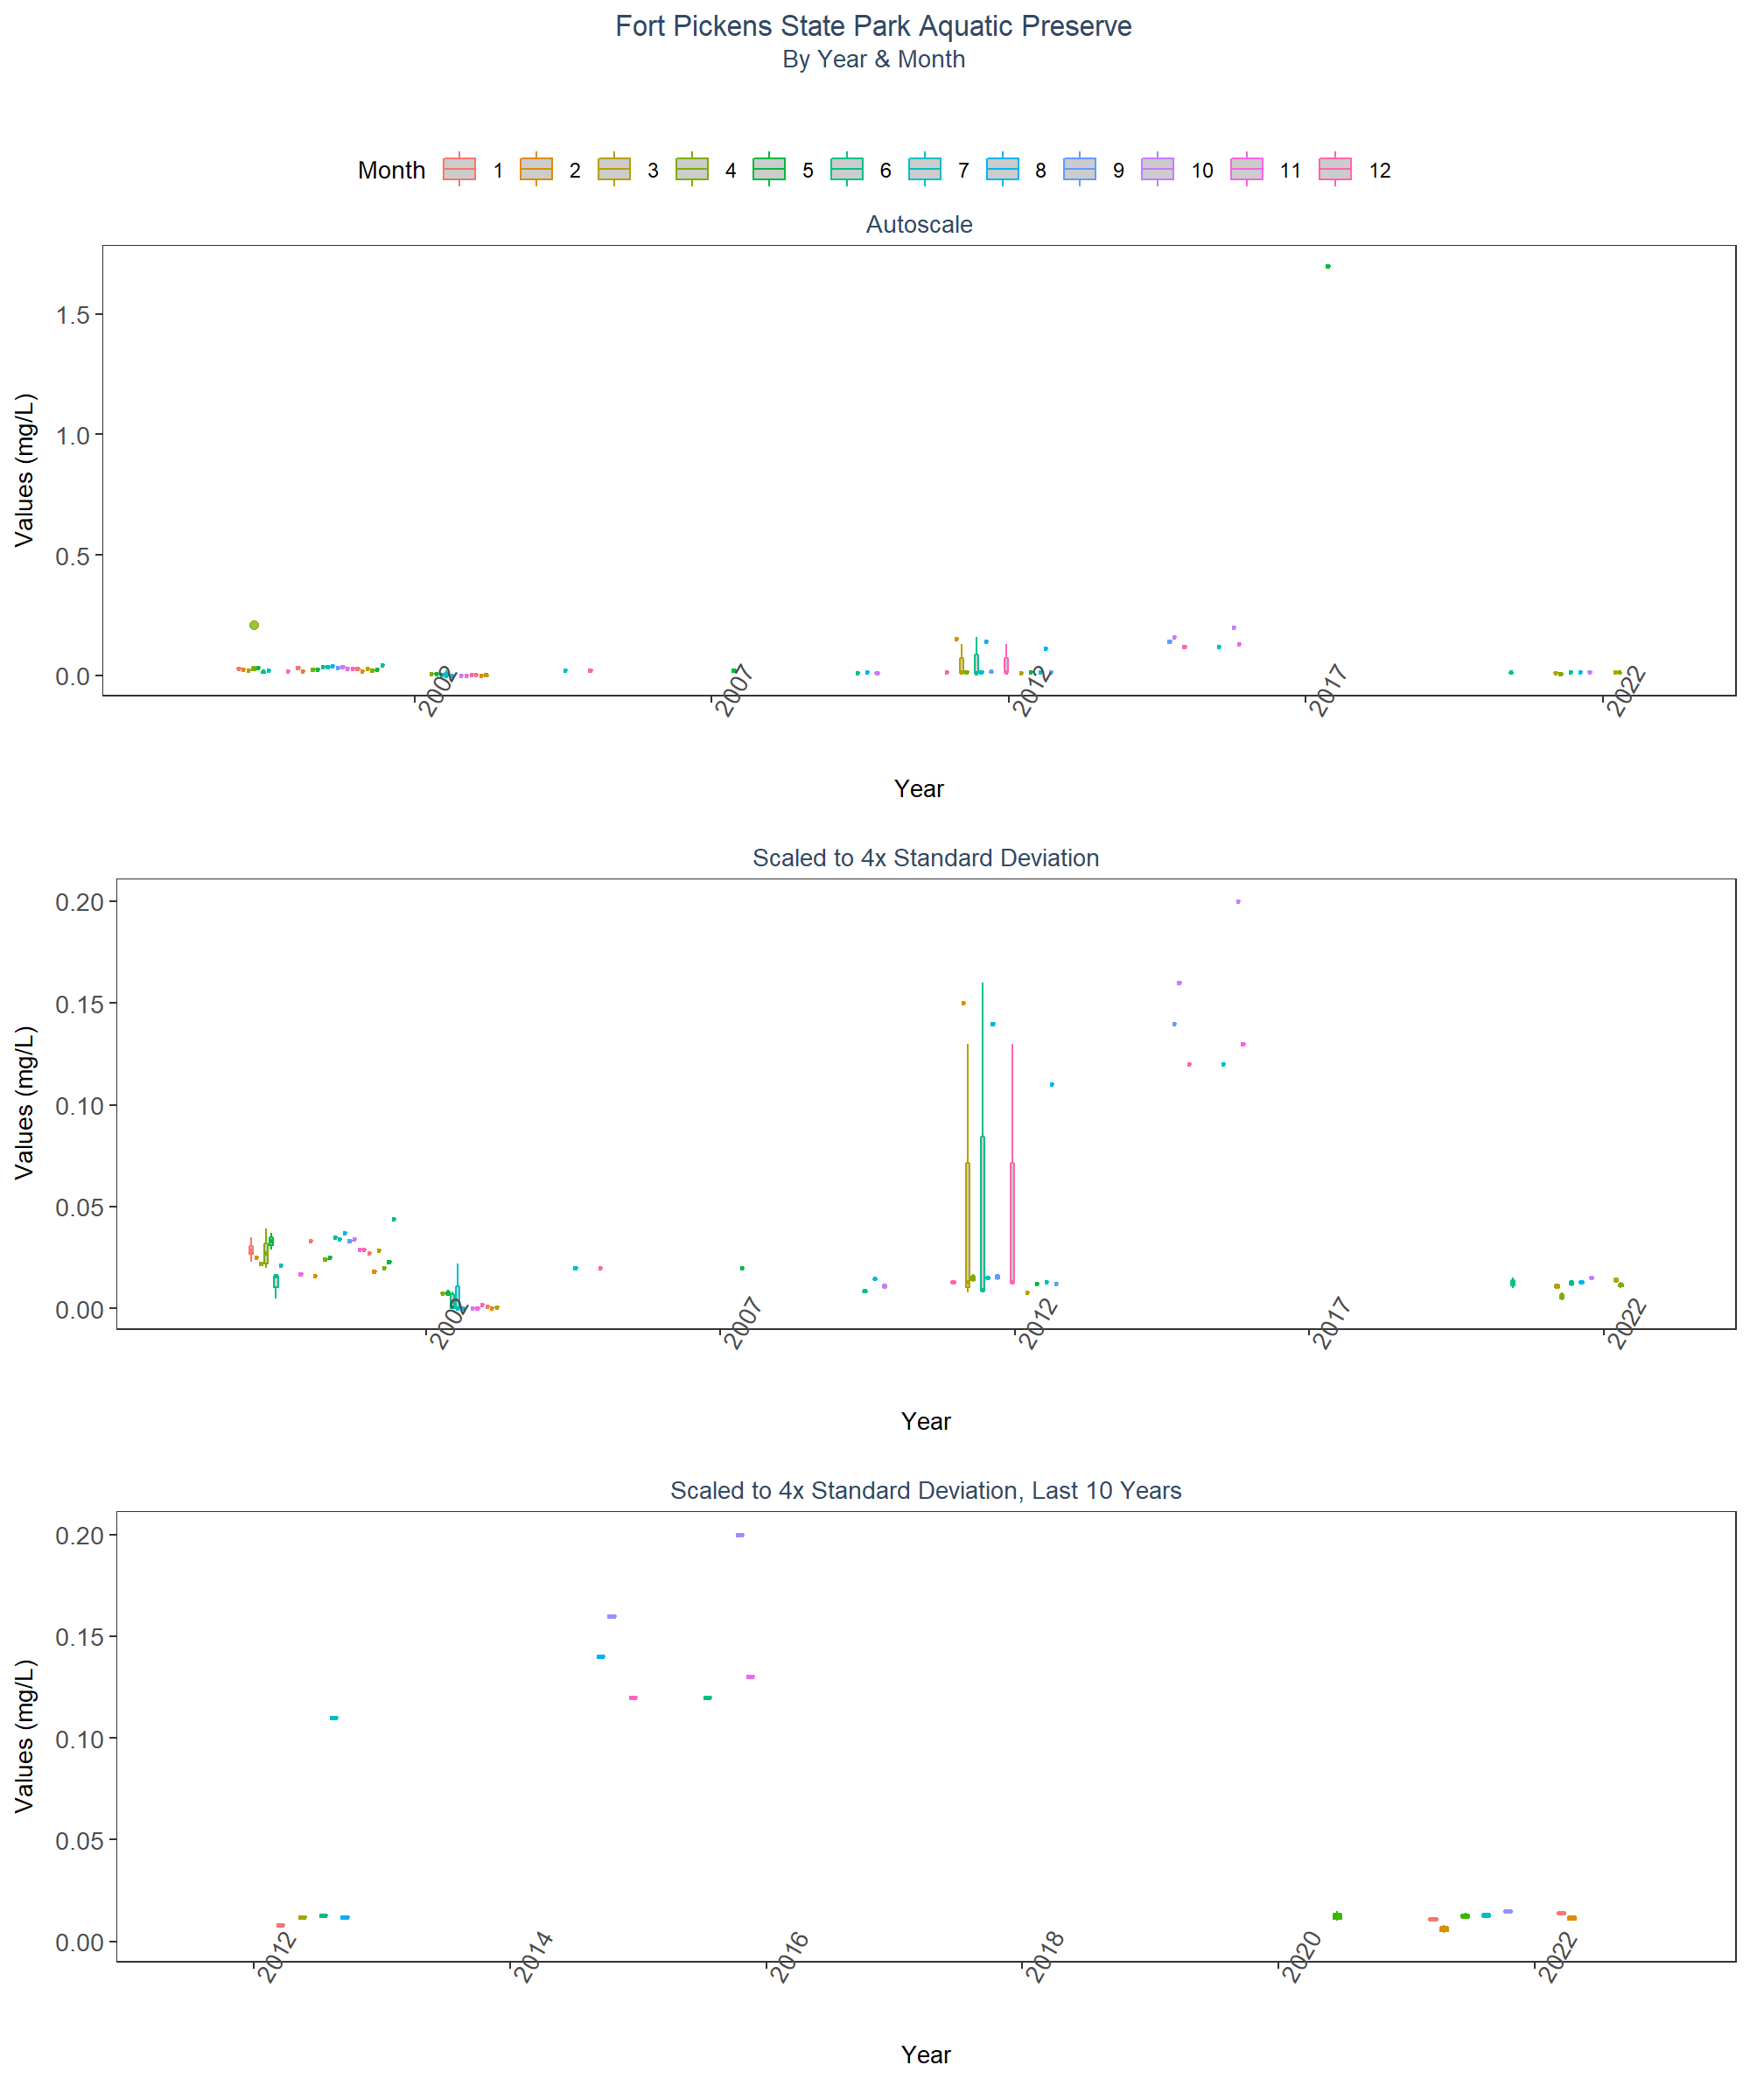 Fort Pickens State Park Aquatic Preserve
By Year & Month
Month 1 2 3 4 5 6 7 8 9 10 11 12
Autoscale
Values (mg/L)
1.5
1.0
0.5
0.0
2002 2007 2012 2017 2022
Year
Scaled to 4x Standard Deviation
Values (mg/L)
0.20
0.15
0.10
0.05
0.00
2002 2007 2012 2017 2022
Year
Scaled to 4x Standard Deviation, Last 10 Years
Values (mg/L)
0.20
0.15
0.10
0.05
0.00
2012 2014 2016 2018 2020 2022
Year